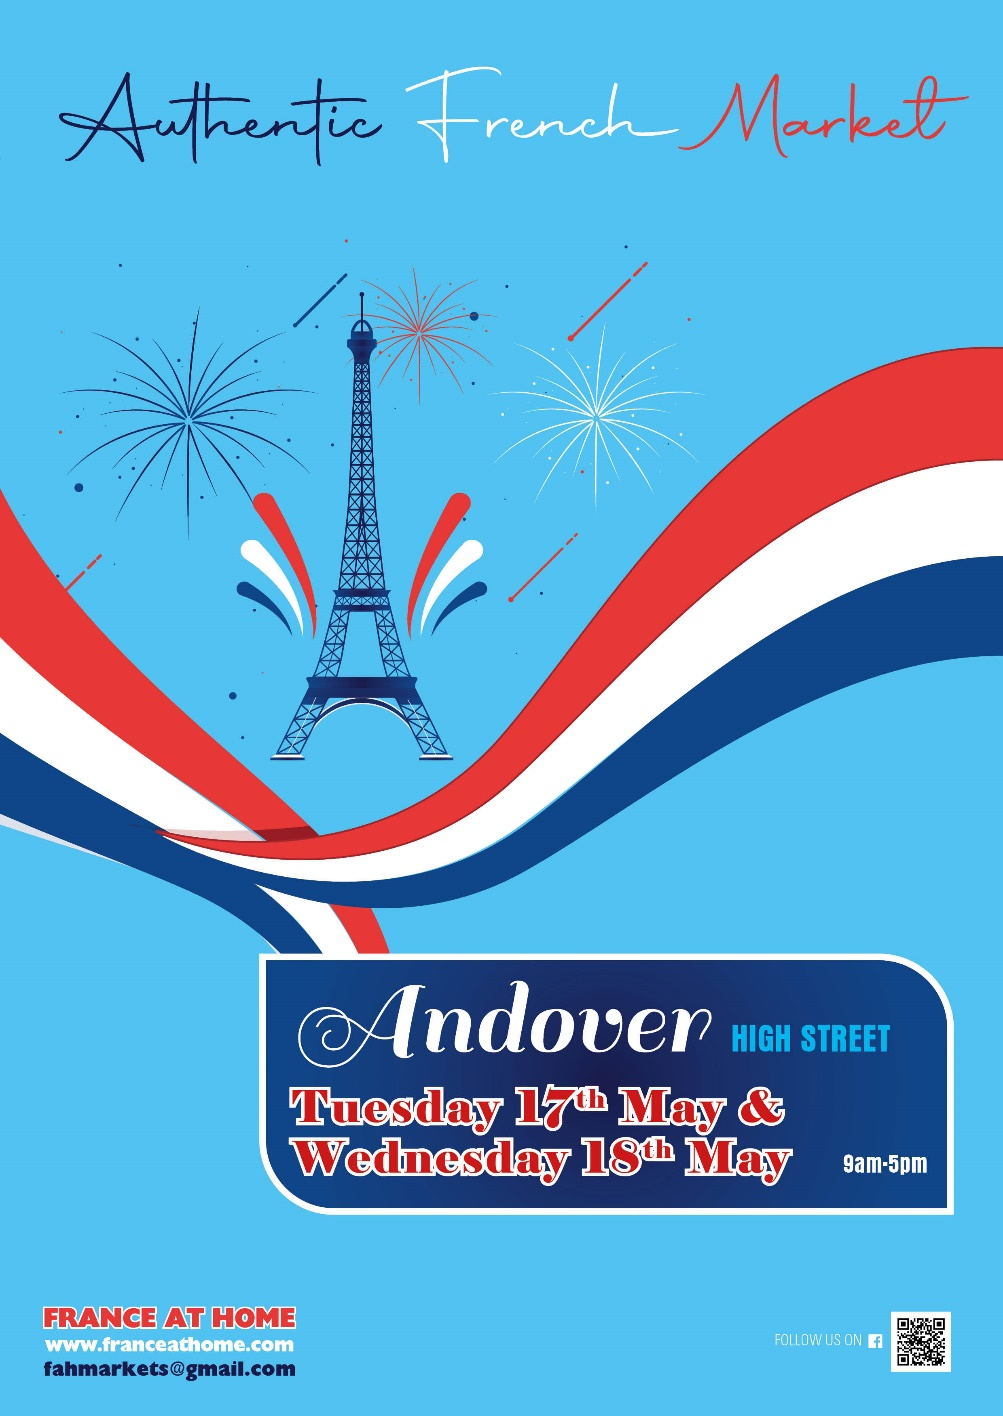 Authentic French Market
Andover HIGH STREET
Tuesday 17th May &
Wednesday 18th May 9am-5pm
FRANCE AT HOME
www.franceathome.com
fahmarkets@gmail.com
FOLLOW US ON